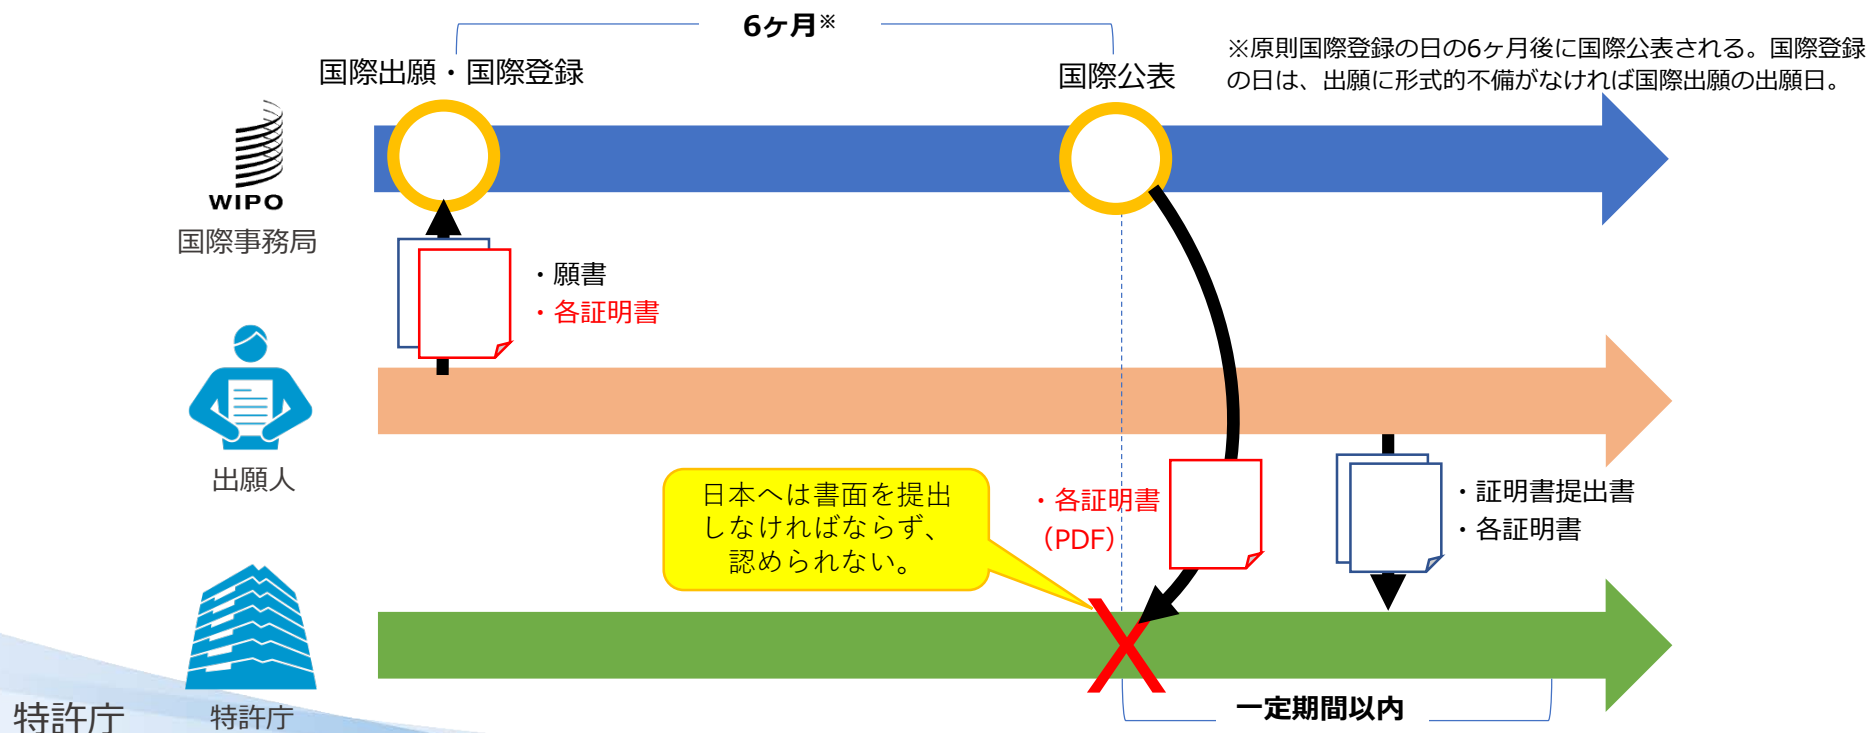 6ヶ月※
国際出願・国際登録
国際公表
※原則国際登録の日の6ヶ月後に国際公表される。国際登録
の日は、出願に形式的不備がなければ国際出願の出願日。
WIPO
国際事務局
・願書
・各証明書
出願人
日本へは書面を提出
しなければならず、
認められない。
・各証明書
（PDF）
・証明書提出書
・各証明書
特許庁
特許庁
一定期間以内